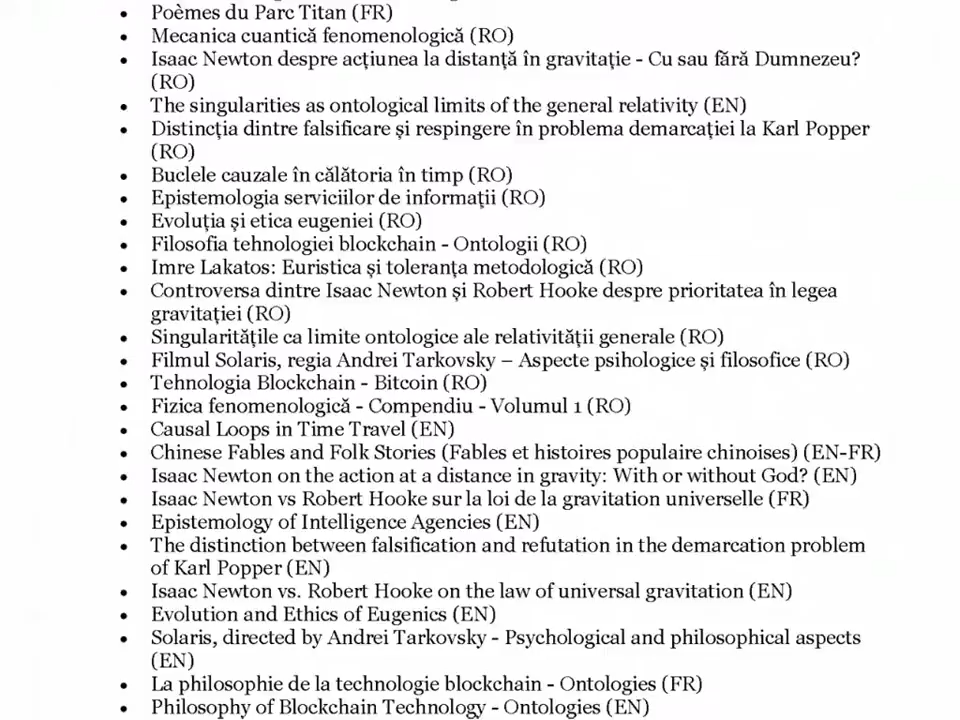 • Poèmes du Parc Titan (FR)
• Mecanica cuantică fenomenologică (RO)
• Isaac Newton despre acțiunea la distanță în gravitație - Cu sau fără Dumnezeu?
(RO)
• The singularities as ontological limits of the general relativity (EN)
• Distincția dintre falsificare și respingere în problema demarcației la Karl Popper
(RO)
• Buclele cauzale în călătoria în timp (RO)
• Epistemologia serviciilor de informații (RO)
• Evoluția și etica eugeniei (RO)
• Filosofia tehnologiei blockchain - Ontologii (RO)
• Imre Lakatos: Euristica și toleranța metodologică (RO)
• Controversa dintre Isaac Newton și Robert Hooke despre prioritatea în legea
gravitației (RO)
• Singularitățile ca limite ontologice ale relativității generale (RO)
• Filmul Solaris, regia Andrei Tarkovsky – Aspecte psihologice și filosofice (RO)
• Tehnologia Blockchain - Bitcoin (RO)
• Fizica fenomenologică - Compendiu - Volumul 1 (RO)
• Causal Loops in Time Travel (EN)
• Chinese Fables and Folk Stories (Fables et histoires populaire chinoises) (EN-FR)
• Isaac Newton on the action at a distance in gravity: With or without God? (EN)
• Isaac Newton vs Robert Hooke sur la loi de la gravitation universelle (FR)
• Epistemology of Intelligence Agencies (EN)
• The distinction between falsification and refutation in the demarcation problem
of Karl Popper (EN)
• Isaac Newton vs. Robert Hooke on the law of universal gravitation (EN)
• Evolution and Ethics of Eugenics (EN)
• Solaris, directed by Andrei Tarkovsky - Psychological and philosophical aspects
(EN)
• La philosophie de la technologie blockchain - Ontologies (FR)
• Philosophy of Blockchain Technology - Ontologies (EN)